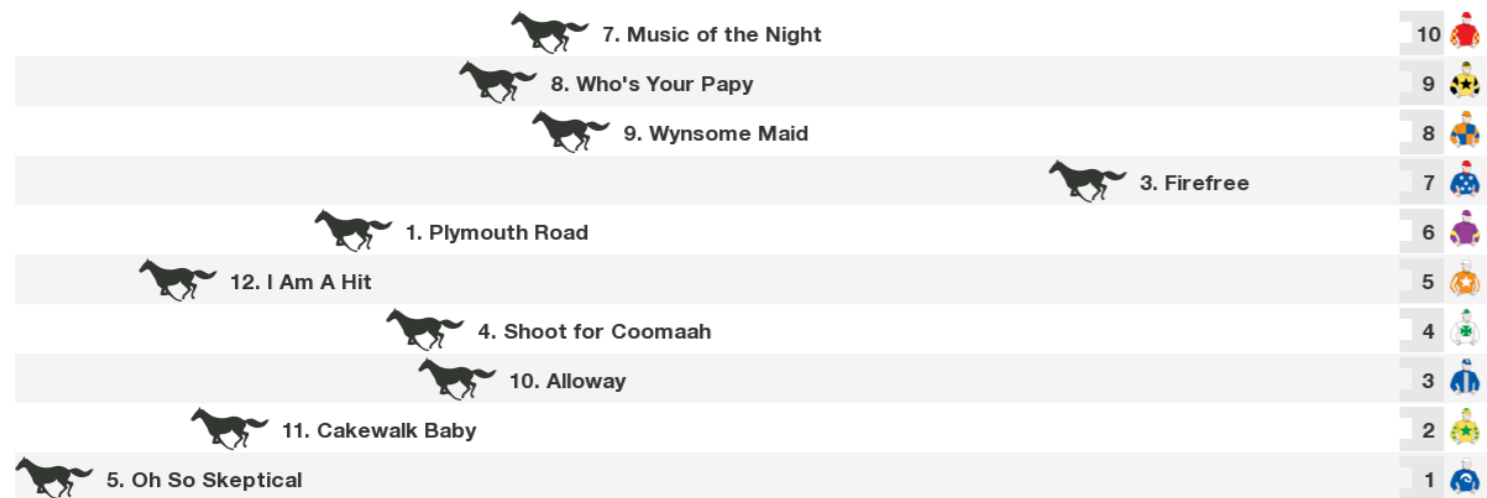 7. Music of the Night 10
8. Who's Your Papy 9
9. Wynsome Maid 8
3. Firefree 7
1. Plymouth Road 6
12. I Am A Hit 5
4. Shoot for Coomaah 4
10. Alloway 3
11. Cakewalk Baby 2
5. Oh So Skeptical 1